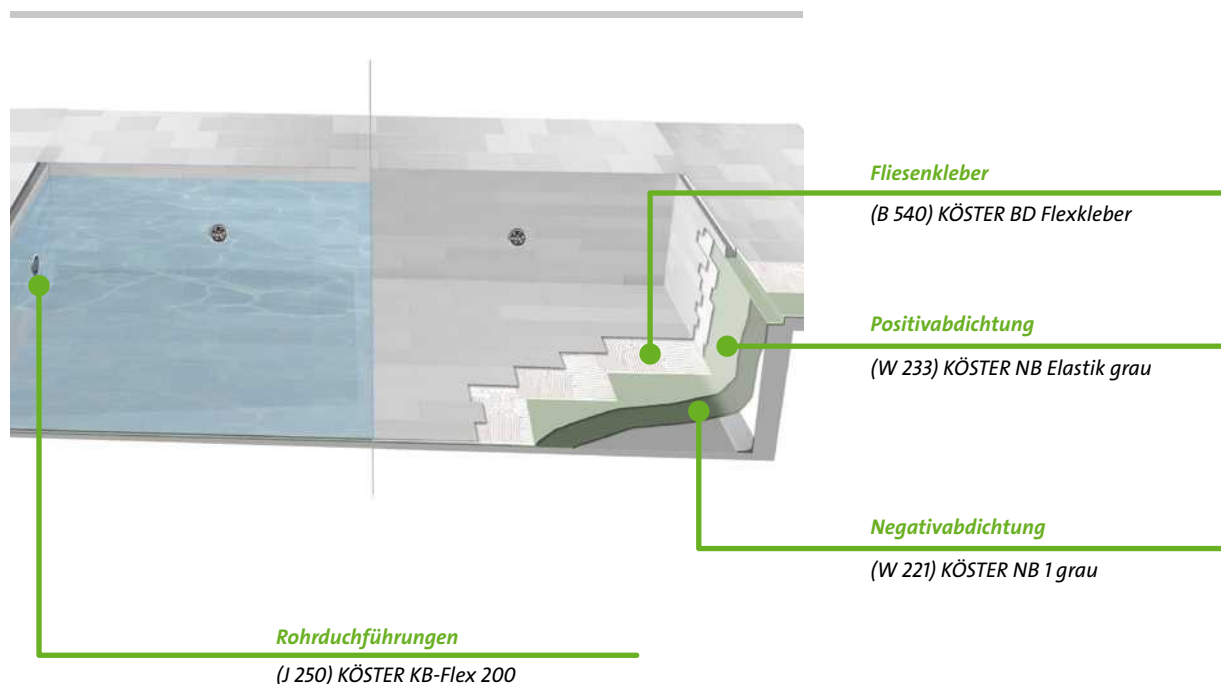 Fliesenkleber
(B 540) KÖSTER BD Flexkleber
Positivabdichtung
(W 233) KÖSTER NB Elastik grau
Negativabdichtung
(W 221) KÖSTER NB 1 grau
Rohrduchführungen
(J 250) KÖSTER KB-Flex 200